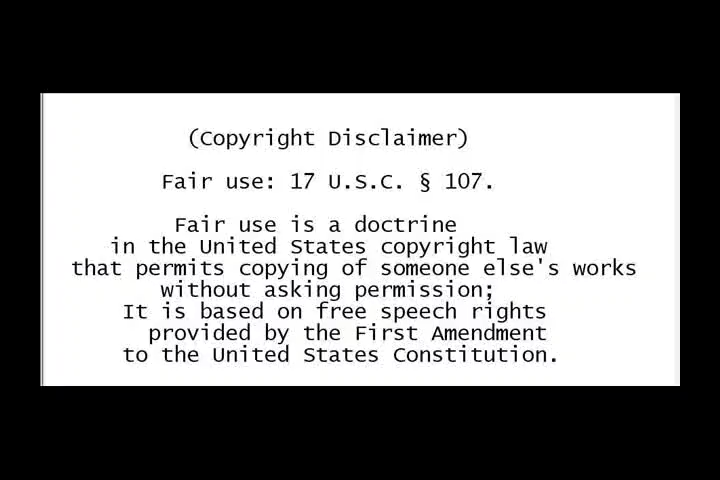 (Copyright Disclaimer)
Fair use: 17 U.S.C. § 107.
Fair use is a doctrine
in the United States copyright law
that permits copying of someone else's works
without asking permission;
It is based on free speech rights
provided by the First Amendment
to the United States Constitution.